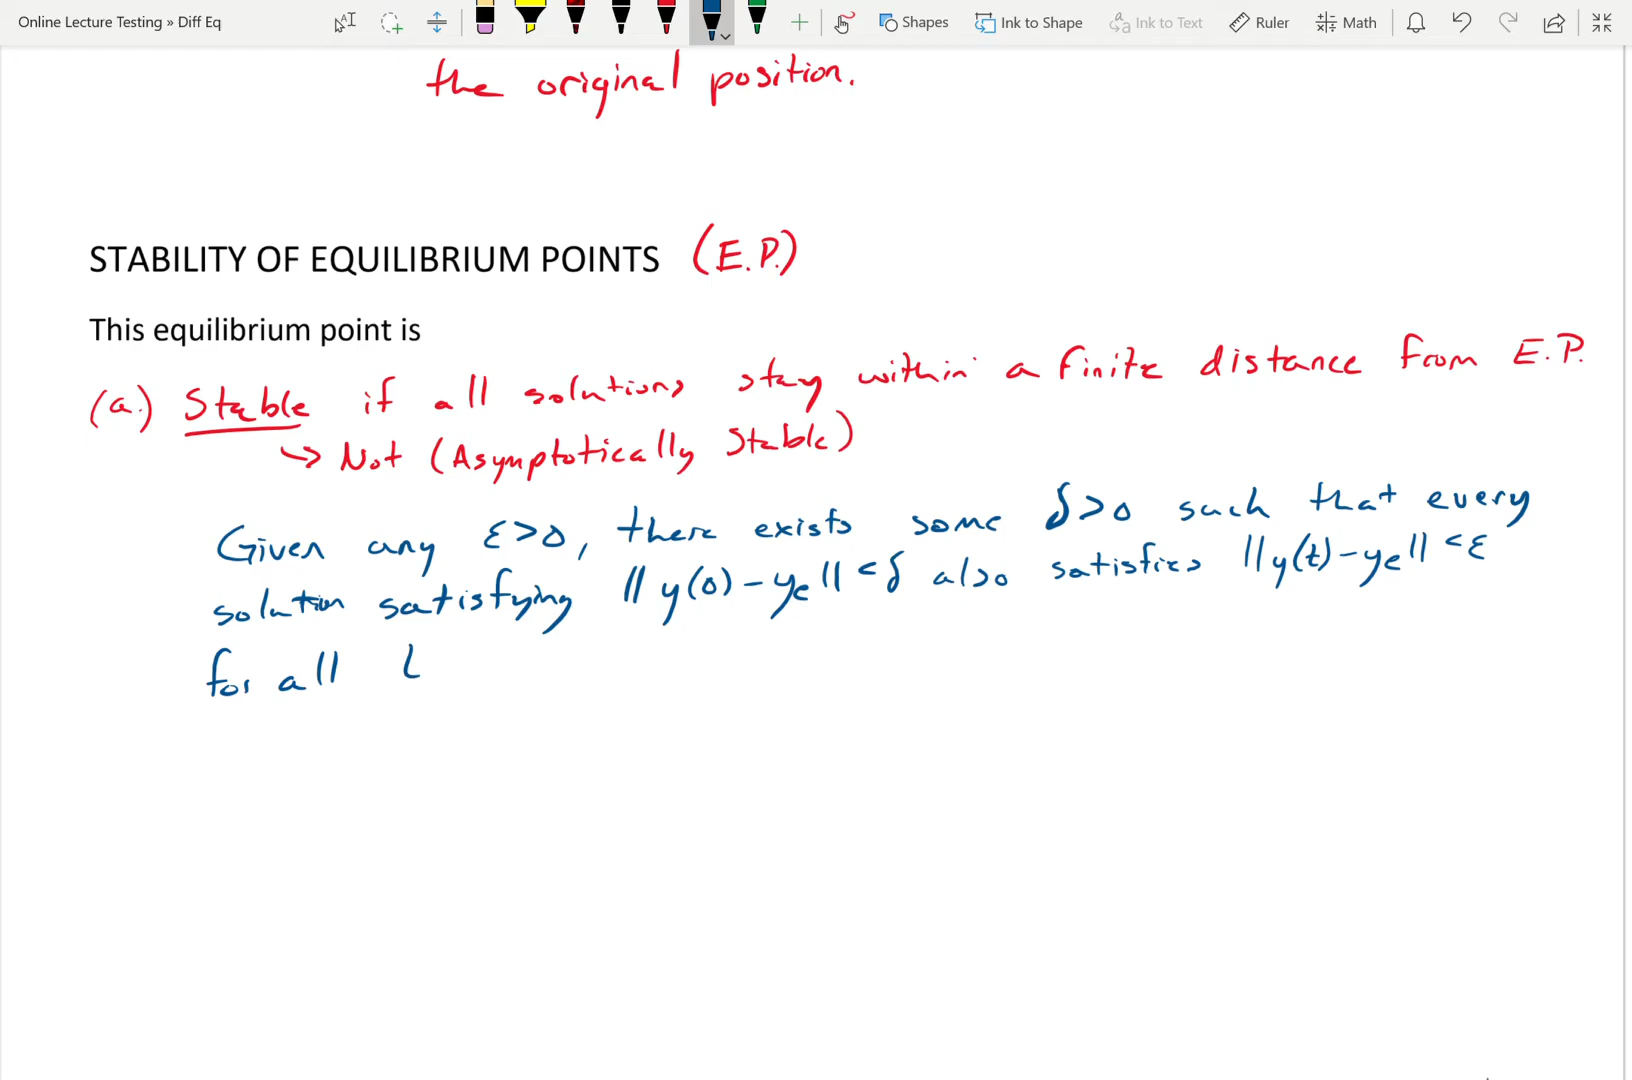 Online Lecture Testing » Diff Eq
Shapes Ink to Shape Ink to Text Ruler Math
the original position.
STABILITY OF EQUILIBRIUM POINTS (E.P.)
This equilibrium point is
(a.) Stable if all solutions stay within a finite distance from E.P.
↳ Not (Asymptotically Stable)
Given any ε>0, there exists some δ>0 such that every
solution satisfying ||y(0)-ye||<δ also satisfies ||y(t)-ye||<ε
for all